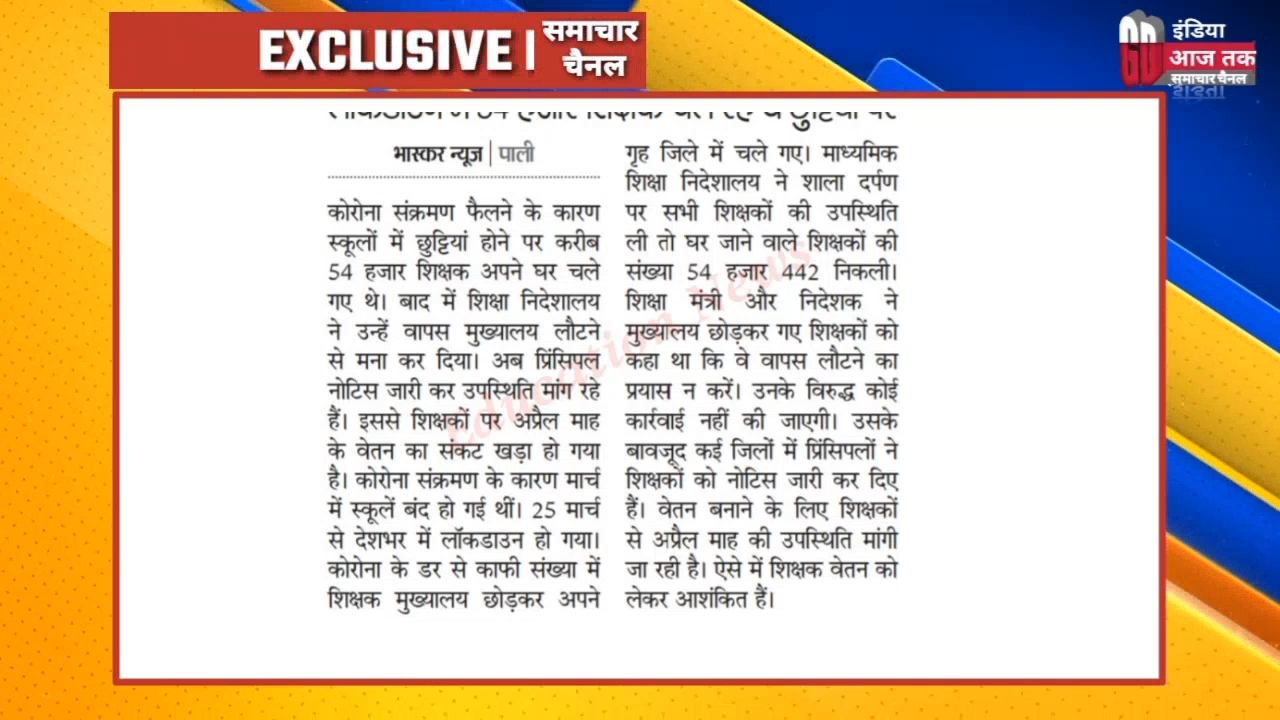 EXCLUSIVE |
समाचार
चैनल
GD
इंडिया
आज तक
समाचार चैनल
भास्कर न्यूज | पाली
कोरोना संक्रमण फैलने के कारण
स्कूलों में छुट्टियां होने पर करीब
54 हजार शिक्षक अपने घर चले
गए थे। बाद में शिक्षा निदेशालय
ने उन्हें वापस मुख्यालय लौटने
से मना कर दिया। अब प्रिंसिपल
नोटिस जारी कर उपस्थिति मांग रहे
हैं। इससे शिक्षकों पर अप्रैल माह
के वेतन का संकट खड़ा हो गया
है। कोरोना संक्रमण के कारण मार्च
में स्कूलें बंद हो गई थीं। 25 मार्च
से देशभर में लॉकडाउन हो गया।
कोरोना के डर से काफी संख्या में
शिक्षक मुख्यालय छोड़कर अपने
गृह जिले में चले गए। माध्यमिक
शिक्षा निदेशालय ने शाला दर्पण
पर सभी शिक्षकों की उपस्थिति
ली तो घर जाने वाले शिक्षकों की
संख्या 54 हजार 442 निकली।
शिक्षा मंत्री और निदेशक ने
मुख्यालय छोड़कर गए शिक्षकों को
कहा था कि वे वापस लौटने का
प्रयास न करें। उनके विरुद्ध कोई
कार्रवाई नहीं की जाएगी। उसके
बावजूद कई जिलों में प्रिंसिपलों ने
शिक्षकों को नोटिस जारी कर दिए
हैं। वेतन बनाने के लिए शिक्षकों
से अप्रैल माह की उपस्थिति मांगी
जा रही है। ऐसे में शिक्षक वेतन को
लेकर आशंकित हैं।
Education News